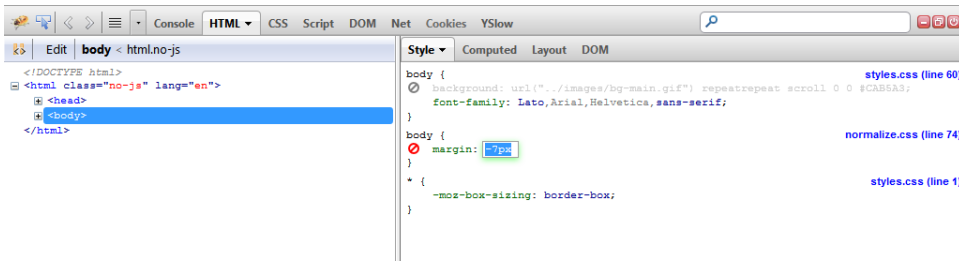 Console HTML CSS Script DOM Net Cookies YSlow
Edit body < html.no-js
Style Computed Layout DOM
<!DOCTYPE html>
<html class="no-js" lang="en">
<head>
<body>
</html>
body { styles.css (line 60)
background: url("../images/bg-main.gif") repeatrepeat scroll 0 0 #CAB5A3;
font-family: Lato,Arial,Helvetica,sans-serif;
}
body { normalize.css (line 74)
margin: -7px
}
* { styles.css (line 1)
-moz-box-sizing: border-box;
}